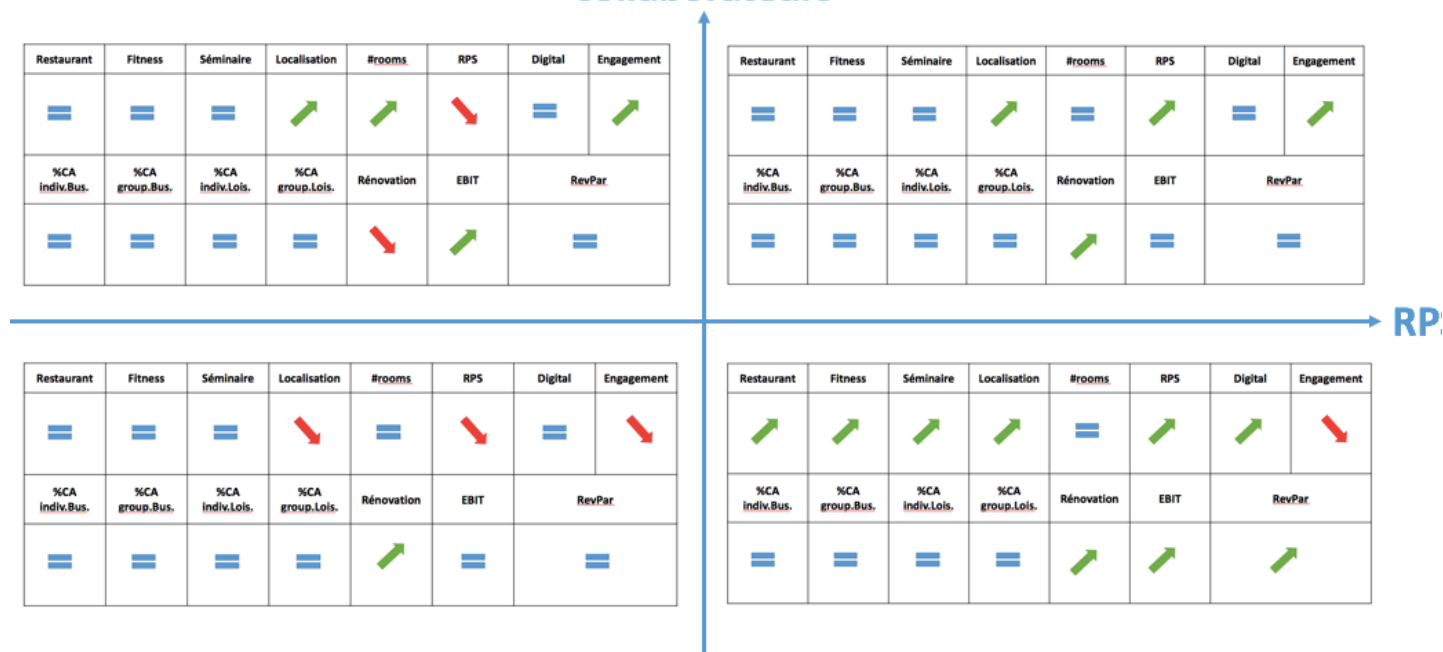 Restaurant Fitness Séminaire Localisation #rooms RPS Digital Engagement
%CA indiv.Bus. %CA group.Bus. %CA indiv.Lois. %CA group.Lois. Rénovation EBIT RevPar
Restaurant Fitness Séminaire Localisation #rooms RPS Digital Engagement
%CA indiv.Bus. %CA group.Bus. %CA indiv.Lois. %CA group.Lois. Rénovation EBIT RevPar
RPS
Restaurant Fitness Séminaire Localisation #rooms RPS Digital Engagement
%CA indiv.Bus. %CA group.Bus. %CA indiv.Lois. %CA group.Lois. Rénovation EBIT RevPar
Restaurant Fitness Séminaire Localisation #rooms RPS Digital Engagement
%CA indiv.Bus. %CA group.Bus. %CA indiv.Lois. %CA group.Lois. Rénovation EBIT RevPar